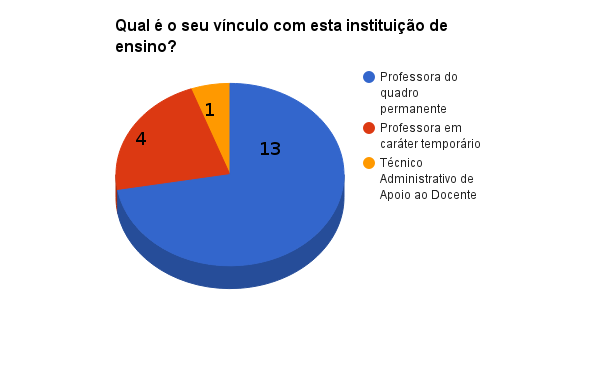 Qual é o seu vínculo com esta instituição de
ensino?
Professora do
quadro
permanente
Professora em
caráter temporário
Técnico
Administrativo de
Apoio ao Docente
1
4
13